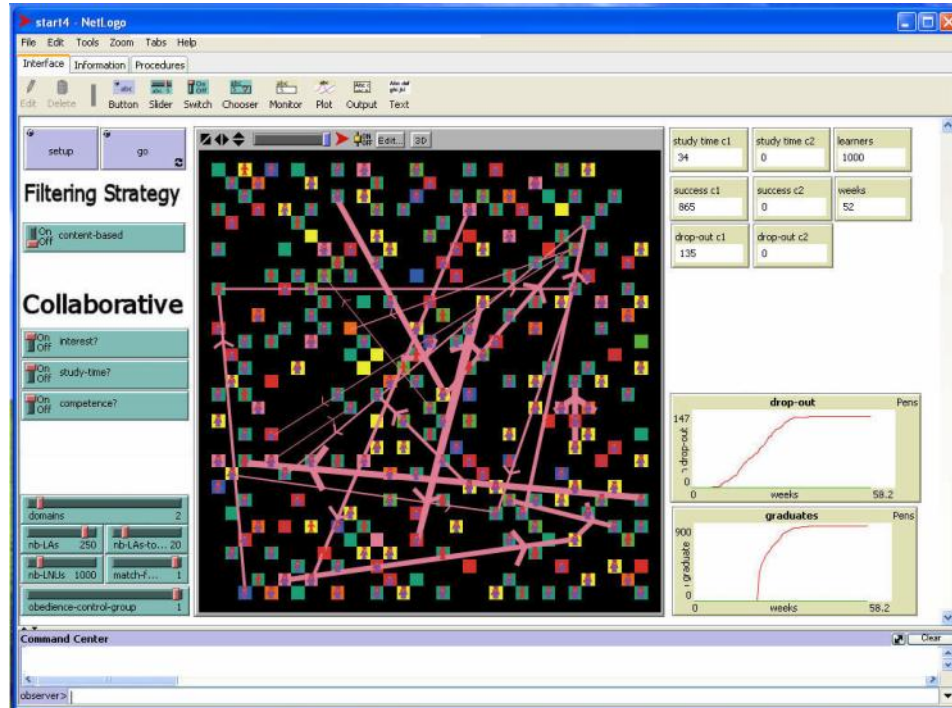 start4 - NetLogo
File Edit Tools Zoom Tabs Help
Interface Information Procedures
Edit Delete Button Slider Switch Chooser Monitor Plot Output Text
setup go
Edit... 3D
Filtering Strategy
On
Off
content-based
Collaborative
On
Off
interest?
On
Off
study-time?
On
Off
competence?
domains 2
nb-LAs 250 nb-LAs-to... 20
nb-LNUs 1000 match-f... 1
obedience-control-group 1
study time c1 study time c2 learners
34 0 1000
success c1 success c2 weeks
865 0 52
drop-out c1 drop-out c2
135 0
drop-out Pens
147
drop-out
0
0 weeks 58.2
graduates Pens
900
graduate
0
0 weeks 58.2
Command Center Clear
observer>